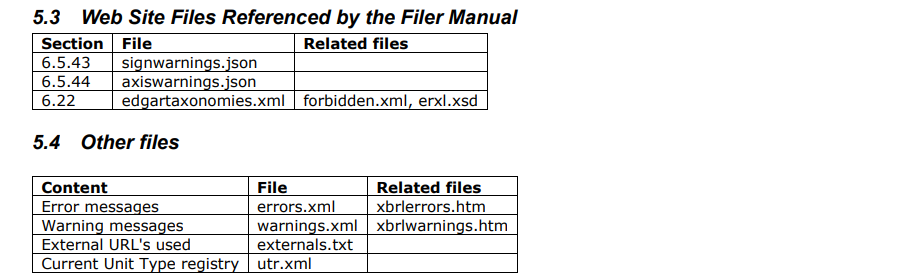 5.3 Web Site Files Referenced by the Filer Manual
Section File Related files
6.5.43 signwarnings.json
6.5.44 axiswarnings.json
6.22 edgartaxonomies.xml forbidden.xml, erxl.xsd
5.4 Other files
Content File Related files
Error messages errors.xml xbrlerrors.htm
Warning messages warnings.xml xbrlwarnings.htm
External URL's used externals.txt
Current Unit Type registry utr.xml